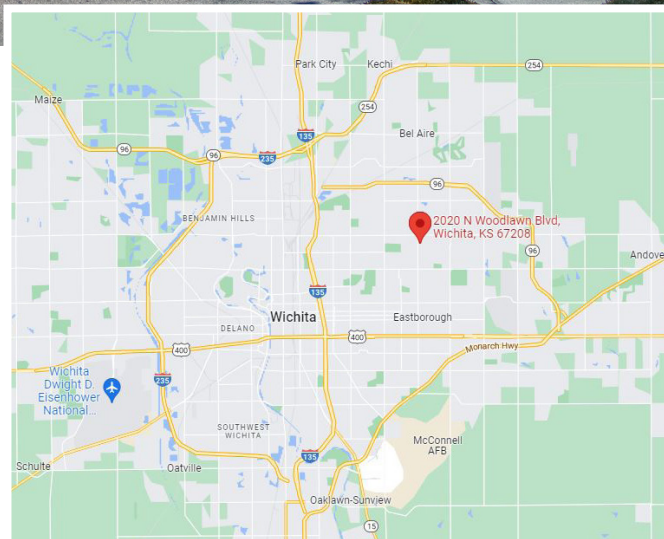 Park City
Kechi
254
Maize
254
135
Bel Aire
96
96
235
96
BENJAMIN HILLS
2020 N Woodlawn Blvd,
Wichita, KS 67208
96
Andove
135
Wichita
Eastborough
DELANO
400
400
Monarch Hwy
Wichita
Dwight D.
Eisenhower
National...
235
SOUTHWEST
WICHITA
McConnell
AFB
135
Schulte
Oatville
Oaklawn-Sunview
15